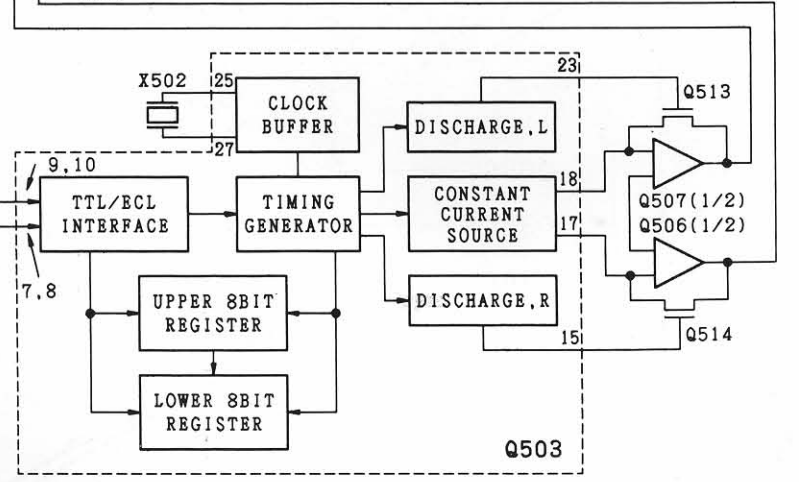 X502
25
27
CLOCK
BUFFER
23
Q513
DISCHARGE,L
9,10
TTL/ECL
INTERFACE
TIMING
GENERATOR
CONSTANT
CURRENT
SOURCE
18
17
Q507(1/2)
Q506(1/2)
7,8
UPPER 8BIT
REGISTER
DISCHARGE,R
15
Q514
LOWER 8BIT
REGISTER
Q503